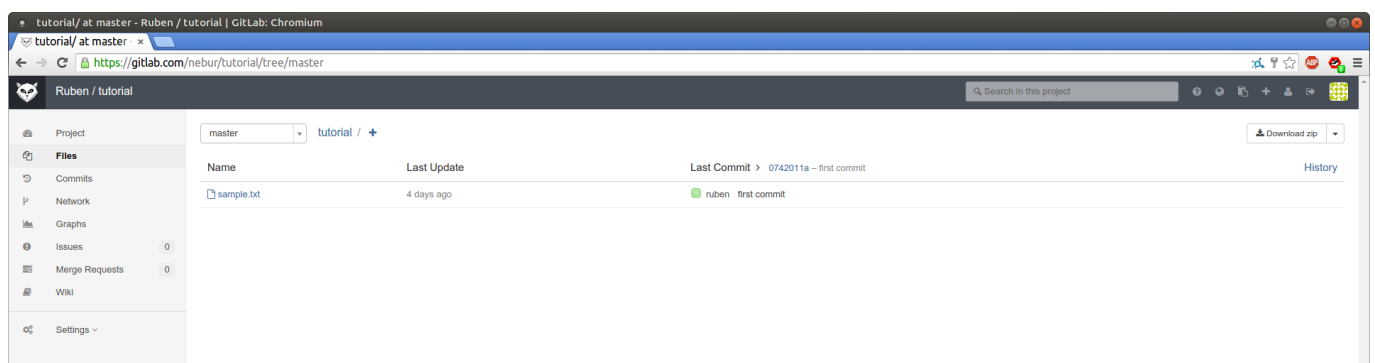 tutorial/ at master - Ruben / tutorial | GitLab: Chromium
tutorial/ at master
https://gitlab.com/nebur/tutorial/tree/master
ABP
Ruben / tutorial
Search in this project
Project
master
tutorial /
Download zip
Files
Name Last Update Last Commit > 0742011a – first commit History
Commits
sample.txt 4 days ago ruben first commit
Network
Graphs
Issues 0
Merge Requests 0
Wiki
Settings